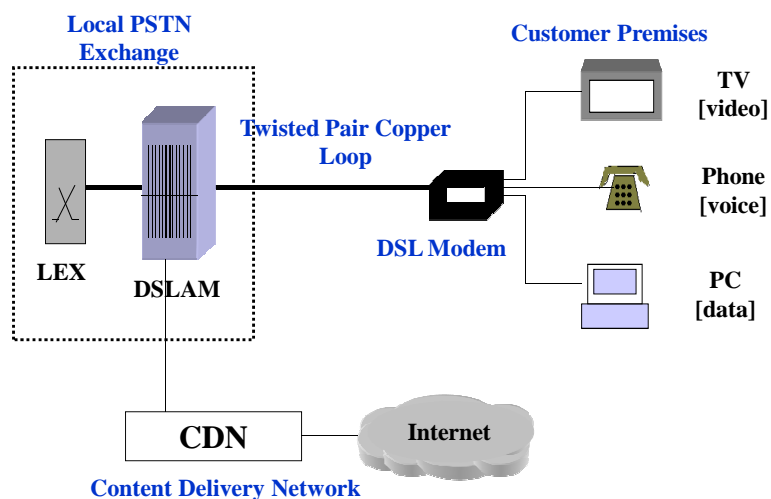 Local PSTN
Exchange
Customer Premises
TV
[video]
Twisted Pair Copper
Loop
Phone
[voice]
DSL Modem
LEX
DSLAM
PC
[data]
CDN
Internet
Content Delivery Network